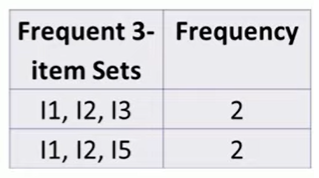 Frequent 3- Frequency
item Sets
I1, I2, I3 2
I1, I2, I5 2